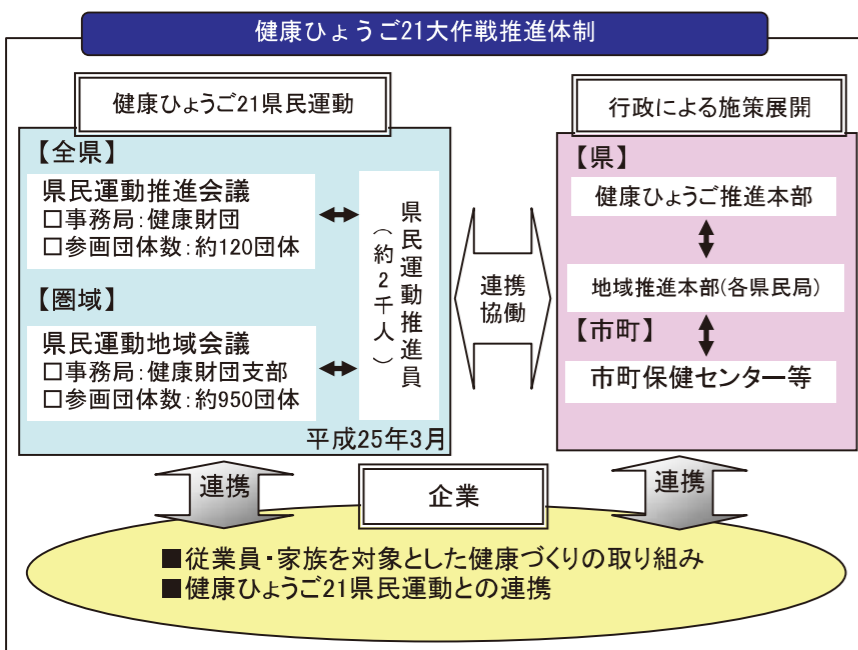 健康ひょうご21大作戦推進体制
健康ひょうご21県民運動
【全県】
県民運動推進会議
□事務局:健康財団
□参画団体数:約120団体
【圏域】
県民運動地域会議
□事務局:健康財団支部
□参画団体数:約950団体
県民運動推進員
(約2千人)
平成25年3月
連携
協働
行政による施策展開
【県】
健康ひょうご推進本部
地域推進本部(各県民局)
【市町】
市町保健センター等
連携
企業
連携
■従業員・家族を対象とした健康づくりの取り組み
■健康ひょうご21県民運動との連携